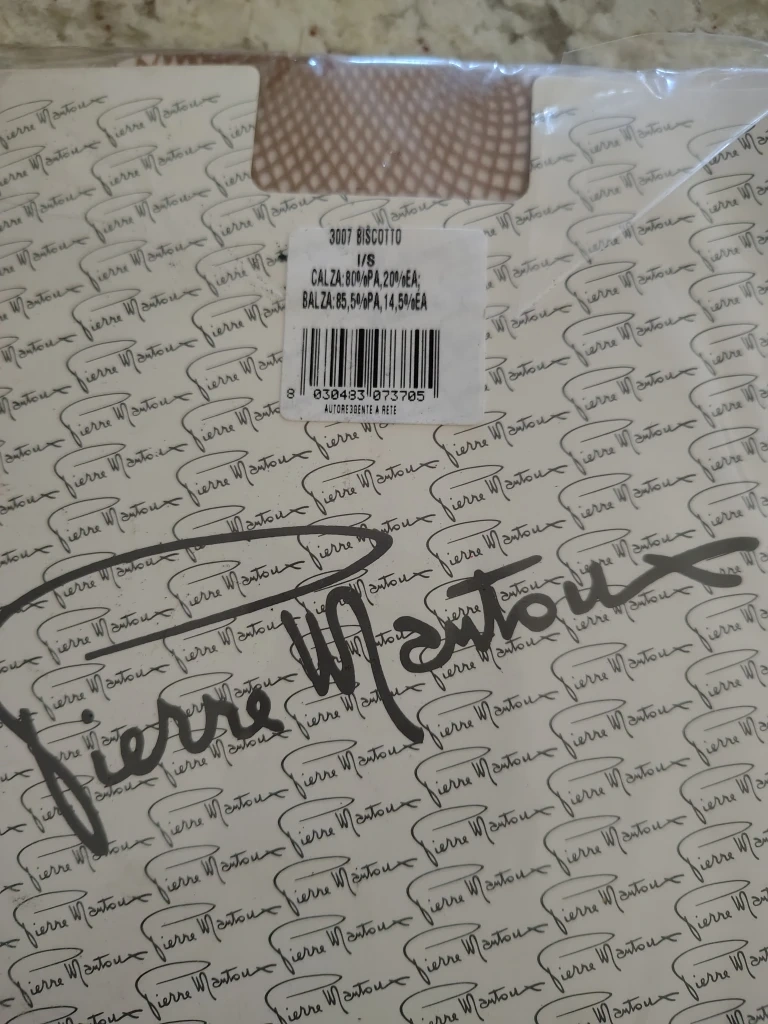 3007 BISCOTTO
I/S
CALZA:80%PA,20%EA;
BALZA:85,5%PA,14,5%EA
8 030483 073705
AUTOREGGENTE A RETE
Pierre Mantoux